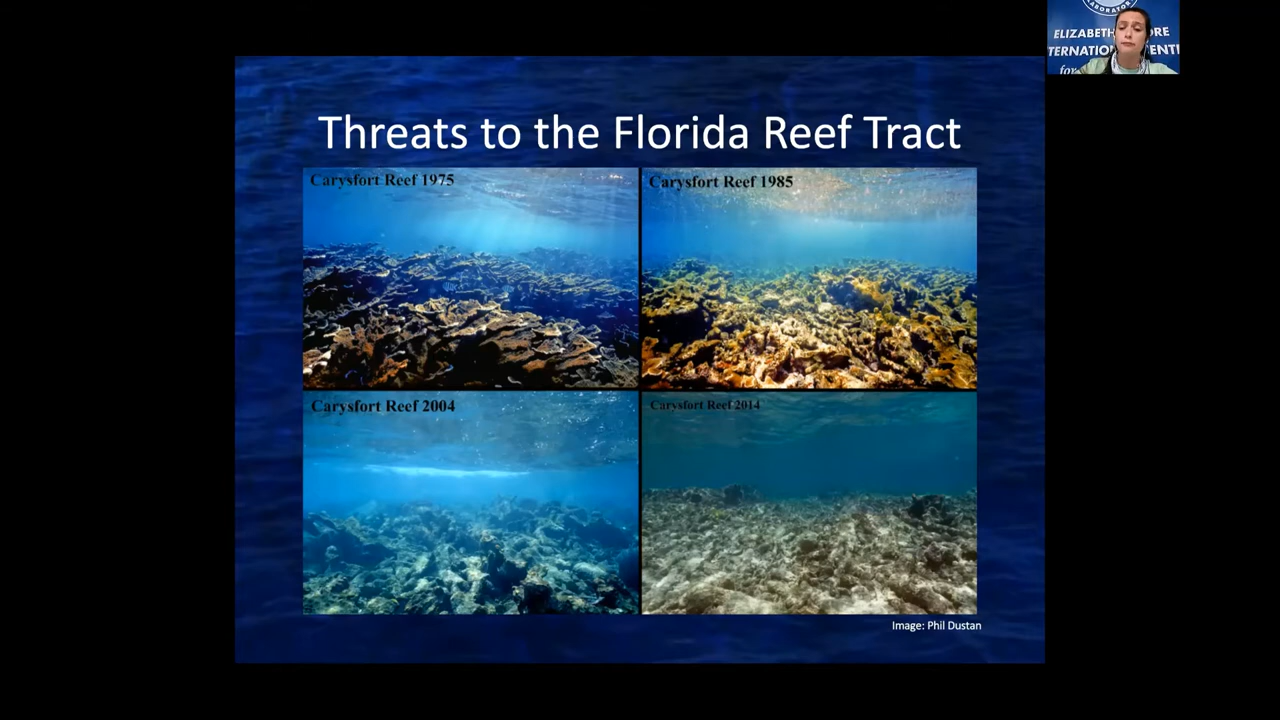 ELIZABETH
Threats to the Florida Reef Tract
Carysfort Reef 1975
Carysfort Reef 1985
Carysfort Reef 2004
Carysfort Reef 2014
Image: Phil Dustan